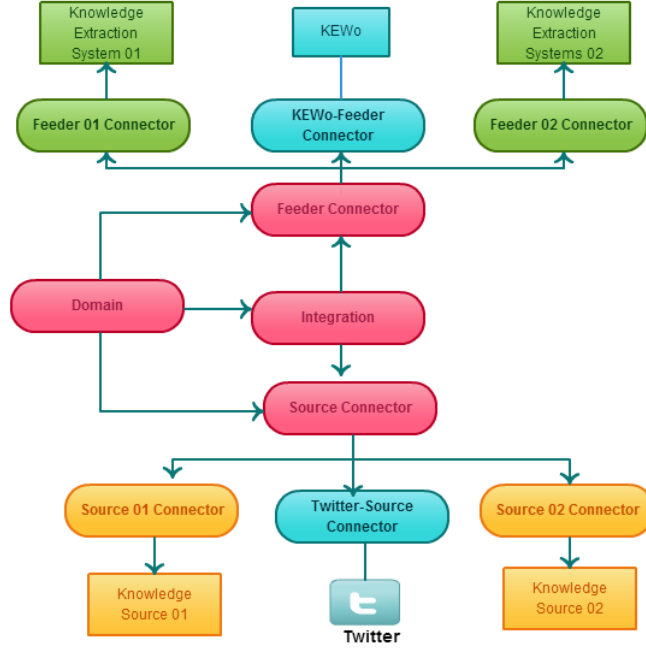 Knowledge
Extraction
System 01
KEWo
Knowledge
Extraction
Systems 02
Feeder 01 Connector
KEWo-Feeder
Connector
Feeder 02 Connector
Feeder Connector
Domain
Integration
Source Connector
Source 01 Connector
Twitter-Source
Connector
Source 02 Connector
Knowledge
Source 01
Knowledge
Source 02
t
Twitter